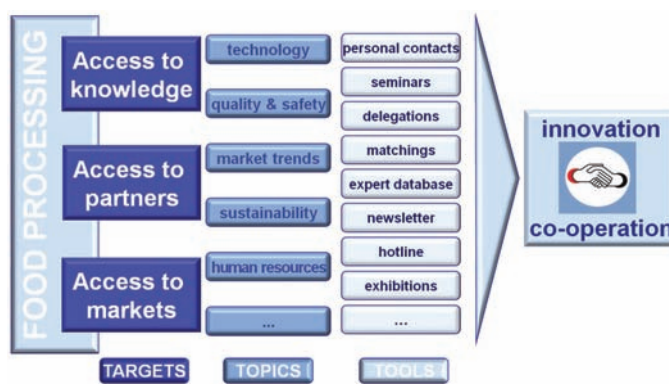 FOOD PROCESSING
Access to
knowledge
Access to
partners
Access to
markets
technology
quality & safety
market trends
sustainability
human resources
...
personal contacts
seminars
delegations
matchings
expert database
newsletter
hotline
exhibitions
...
innovation
co-operation
TARGETS
TOPICS
TOOLS